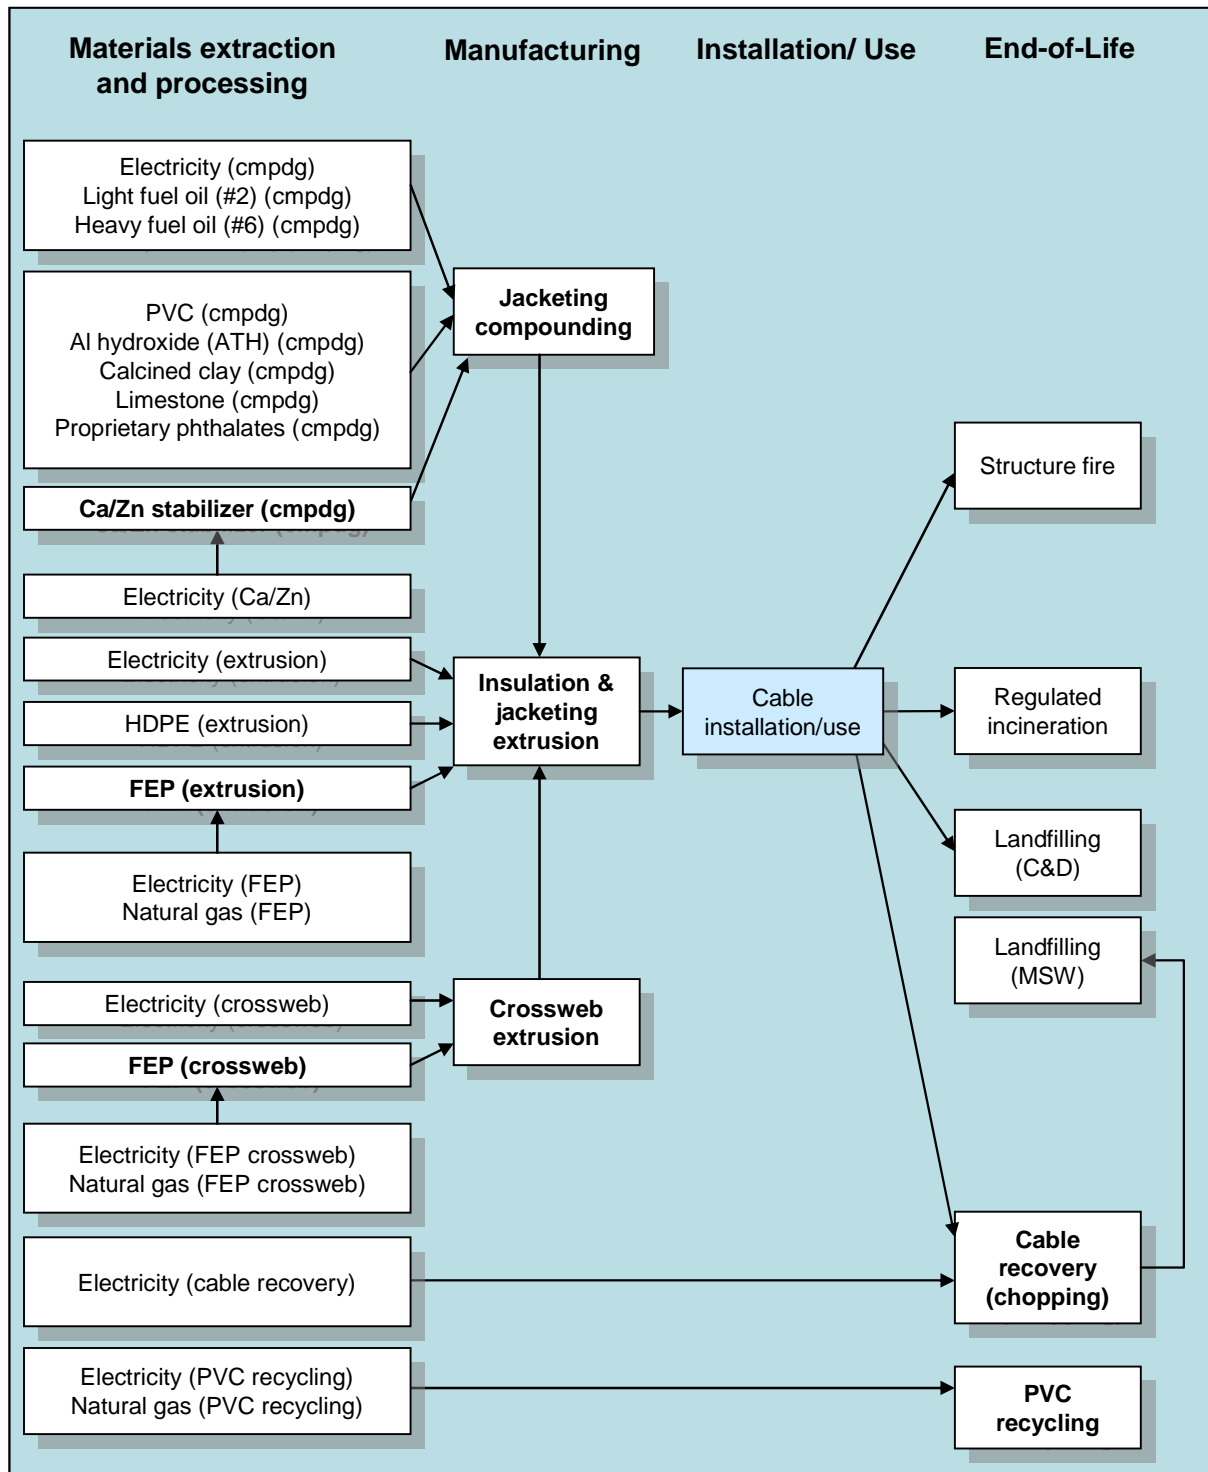 Materials extraction
and processing
Manufacturing
Installation/ Use
End-of-Life
Electricity (cmpdg)
Light fuel oil (#2) (cmpdg)
Heavy fuel oil (#6) (cmpdg)
PVC (cmpdg)
Al hydroxide (ATH) (cmpdg)
Calcined clay (cmpdg)
Limestone (cmpdg)
Proprietary phthalates (cmpdg)
Ca/Zn stabilizer (cmpdg)
Electricity (Ca/Zn)
Electricity (extrusion)
HDPE (extrusion)
FEP (extrusion)
Electricity (FEP)
Natural gas (FEP)
Electricity (crossweb)
FEP (crossweb)
Electricity (FEP crossweb)
Natural gas (FEP crossweb)
Electricity (cable recovery)
Electricity (PVC recycling)
Natural gas (PVC recycling)
Jacketing
compounding
Insulation &
jacketing
extrusion
Crossweb
extrusion
Cable
installation/use
Structure fire
Regulated
incineration
Landfilling
(C&D)
Landfilling
(MSW)
Cable
recovery
(chopping)
PVC
recycling